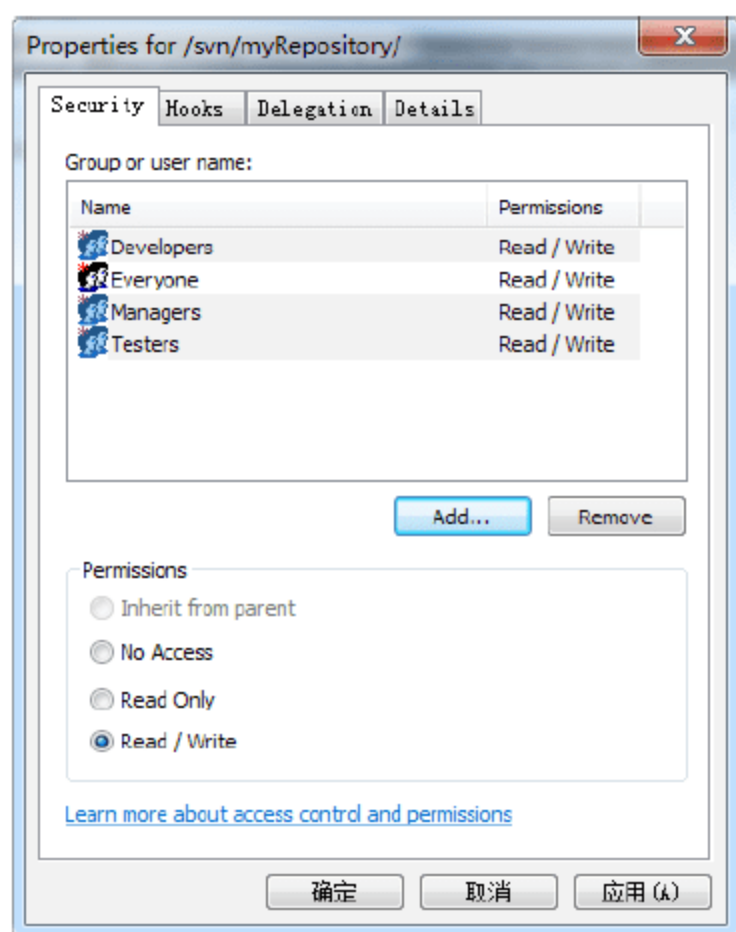 Properties for /svn/myRepository/
Security Hooks Delegation Details
Group or user name:
Name Permissions
Developers Read / Write
Everyone Read / Write
Managers Read / Write
Testers Read / Write
Add... Remove
Permissions
Inherit from parent
No Access
Read Only
Read / Write
Learn more about access control and permissions
确定 取消 应用(A)